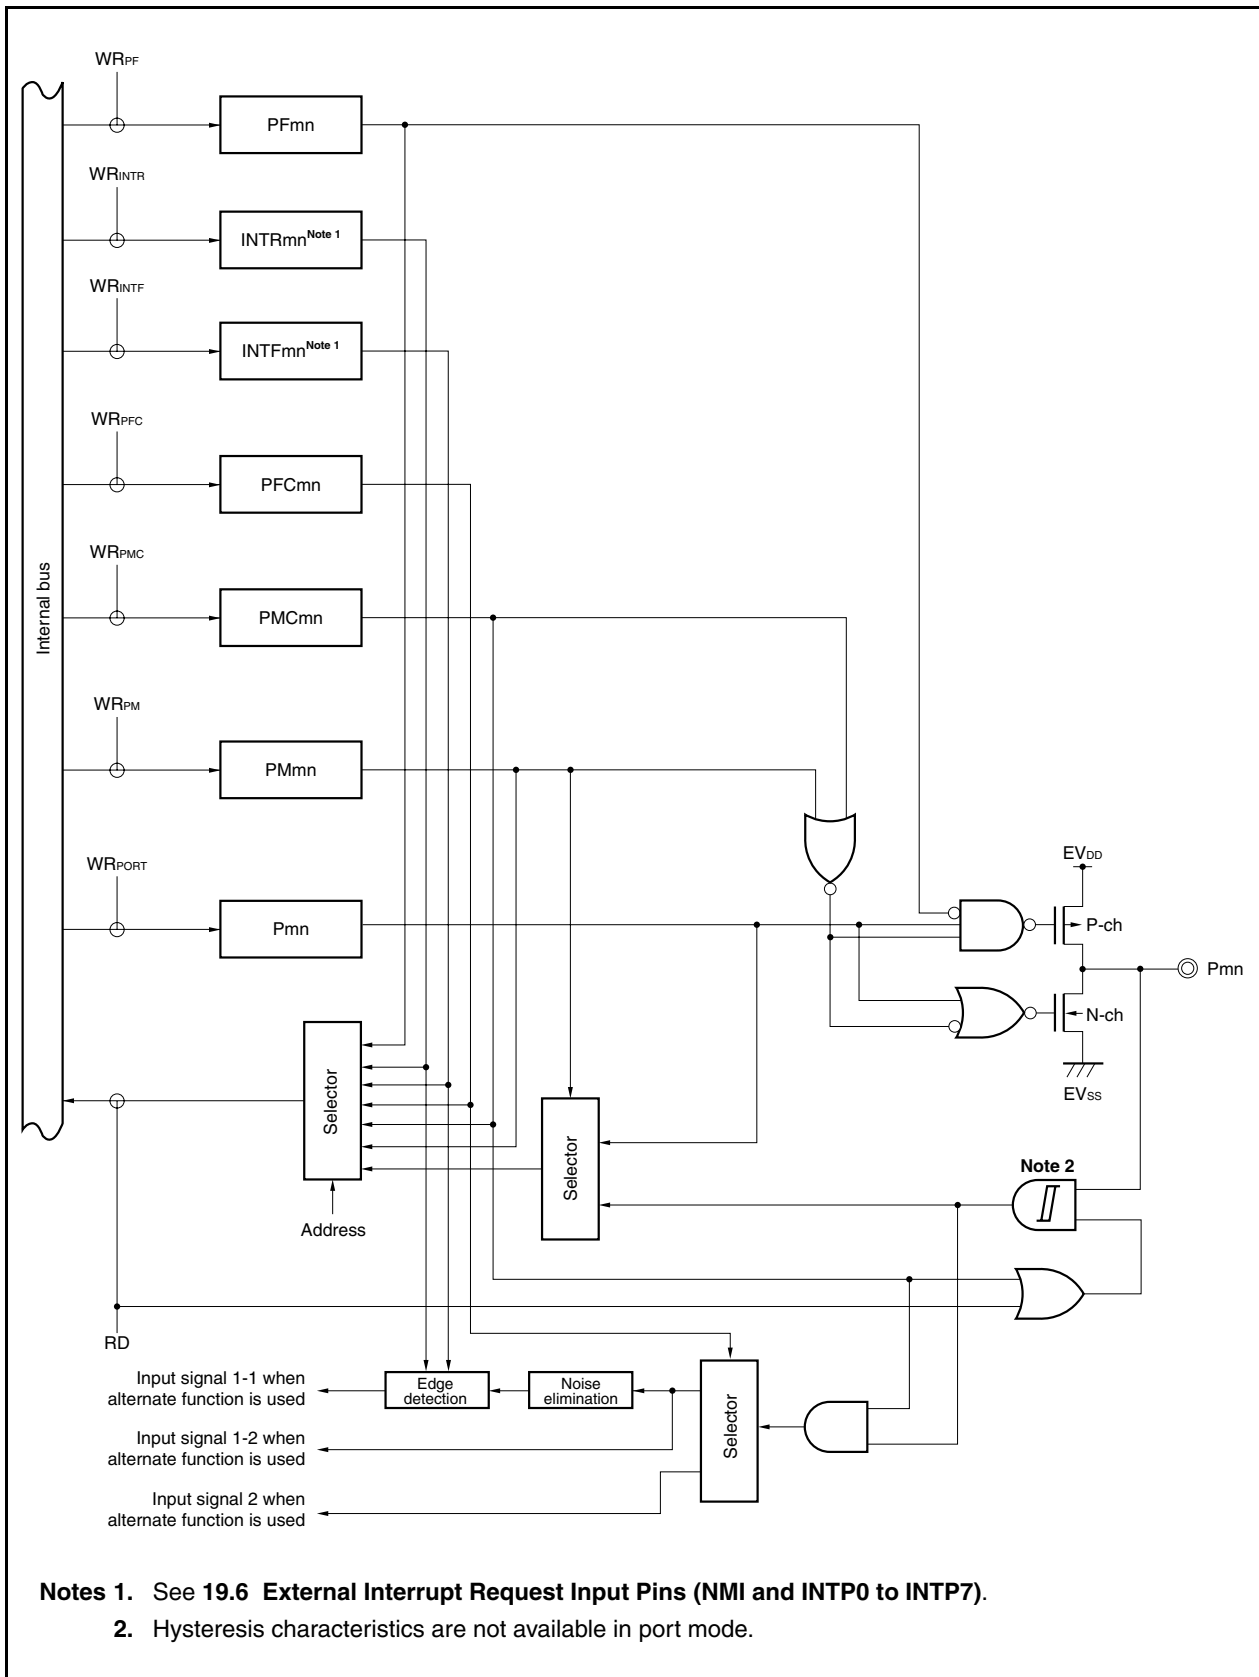 WRPF
PFmn
WRINTR
INTRmnNote 1
WRINTF
INTFmnNote 1
WRPFC
PFCmn
WRPMC
PMCmn
Internal bus
WRPM
PMmn
WRPORT
Pmn
EVDD
P-ch
Pmn
N-ch
EVSS
Selector
Address
Selector
Note 2
RD
Input signal 1-1 when
alternate function is used
Edge
detection
Noise
elimination
Selector
Input signal 1-2 when
alternate function is used
Input signal 2 when
alternate function is used
Notes 1. See 19.6 External Interrupt Request Input Pins (NMI and INTP0 to INTP7).
2. Hysteresis characteristics are not available in port mode.